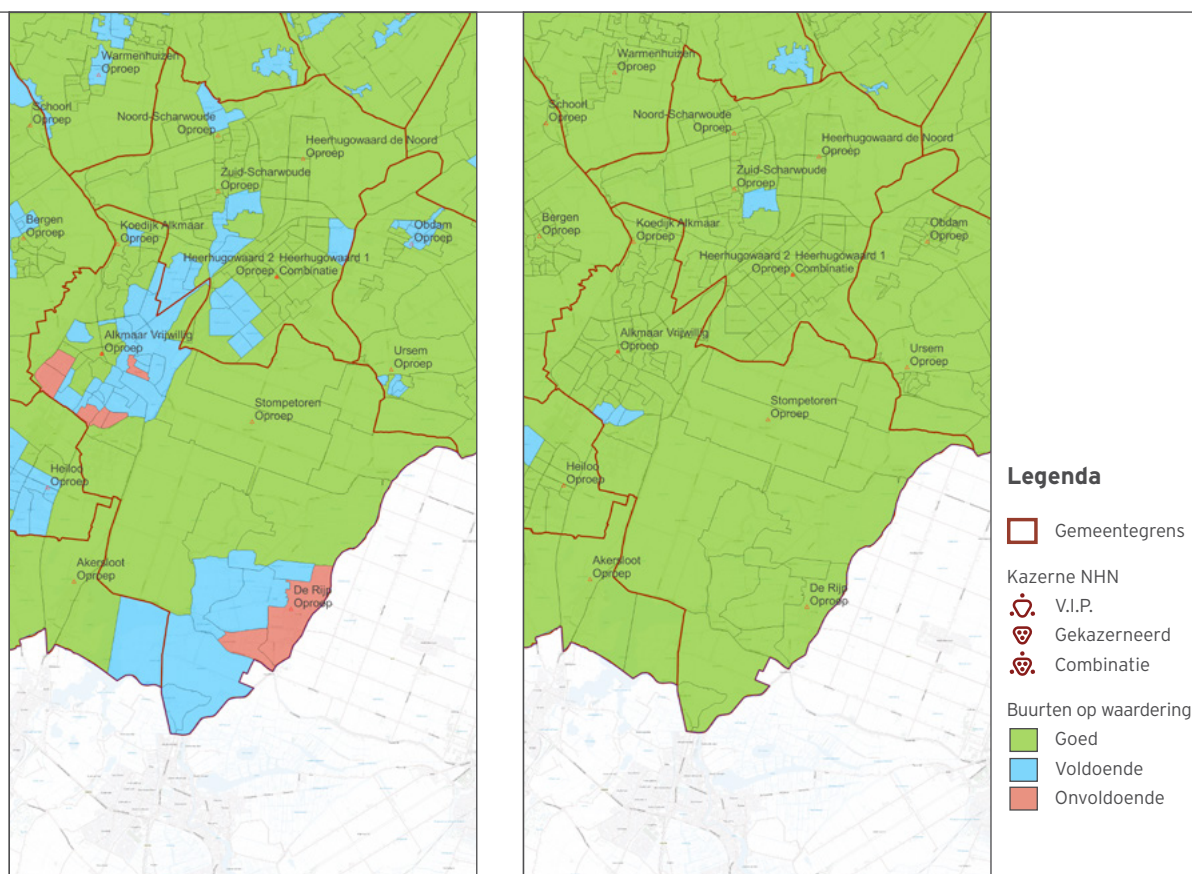 Warmenhuizen
Oproep
Schoorl
Oproep
Noord-Scharwoude
Oproep
Heerhugowaard de Noord
Oproep
Zuid-Scharwoude
Oproep
Bergen
Oproep
Koedijk Alkmaar
Oproep
Obdam
Oproep
Heerhugowaard 2 Heerhugowaard 1
Oproep Combinatie
Alkmaar Vrijwillig
Oproep
Ursem
Oproep
Stompetoren
Oproep
Heiloo
Oproep
Akersloot
Oproep
De Rijp
Oproep
Warmenhuizen
Oproep
Schoorl
Oproep
Noord-Scharwoude
Oproep
Heerhugowaard de Noord
Oproep
Zuid-Scharwoude
Oproep
Bergen
Oproep
Koedijk Alkmaar
Oproep
Obdam
Oproep
Heerhugowaard 2 Heerhugowaard 1
Oproep Combinatie
Alkmaar Vrijwillig
Oproep
Ursem
Oproep
Stompetoren
Oproep
Heiloo
Oproep
Akersloot
Oproep
De Rijp
Oproep
Legenda
Gemeentegrens
Kazerne NHN
V.I.P.
Gekazerneerd
Combinatie
Buurten op waardering
Goed
Voldoende
Onvoldoende